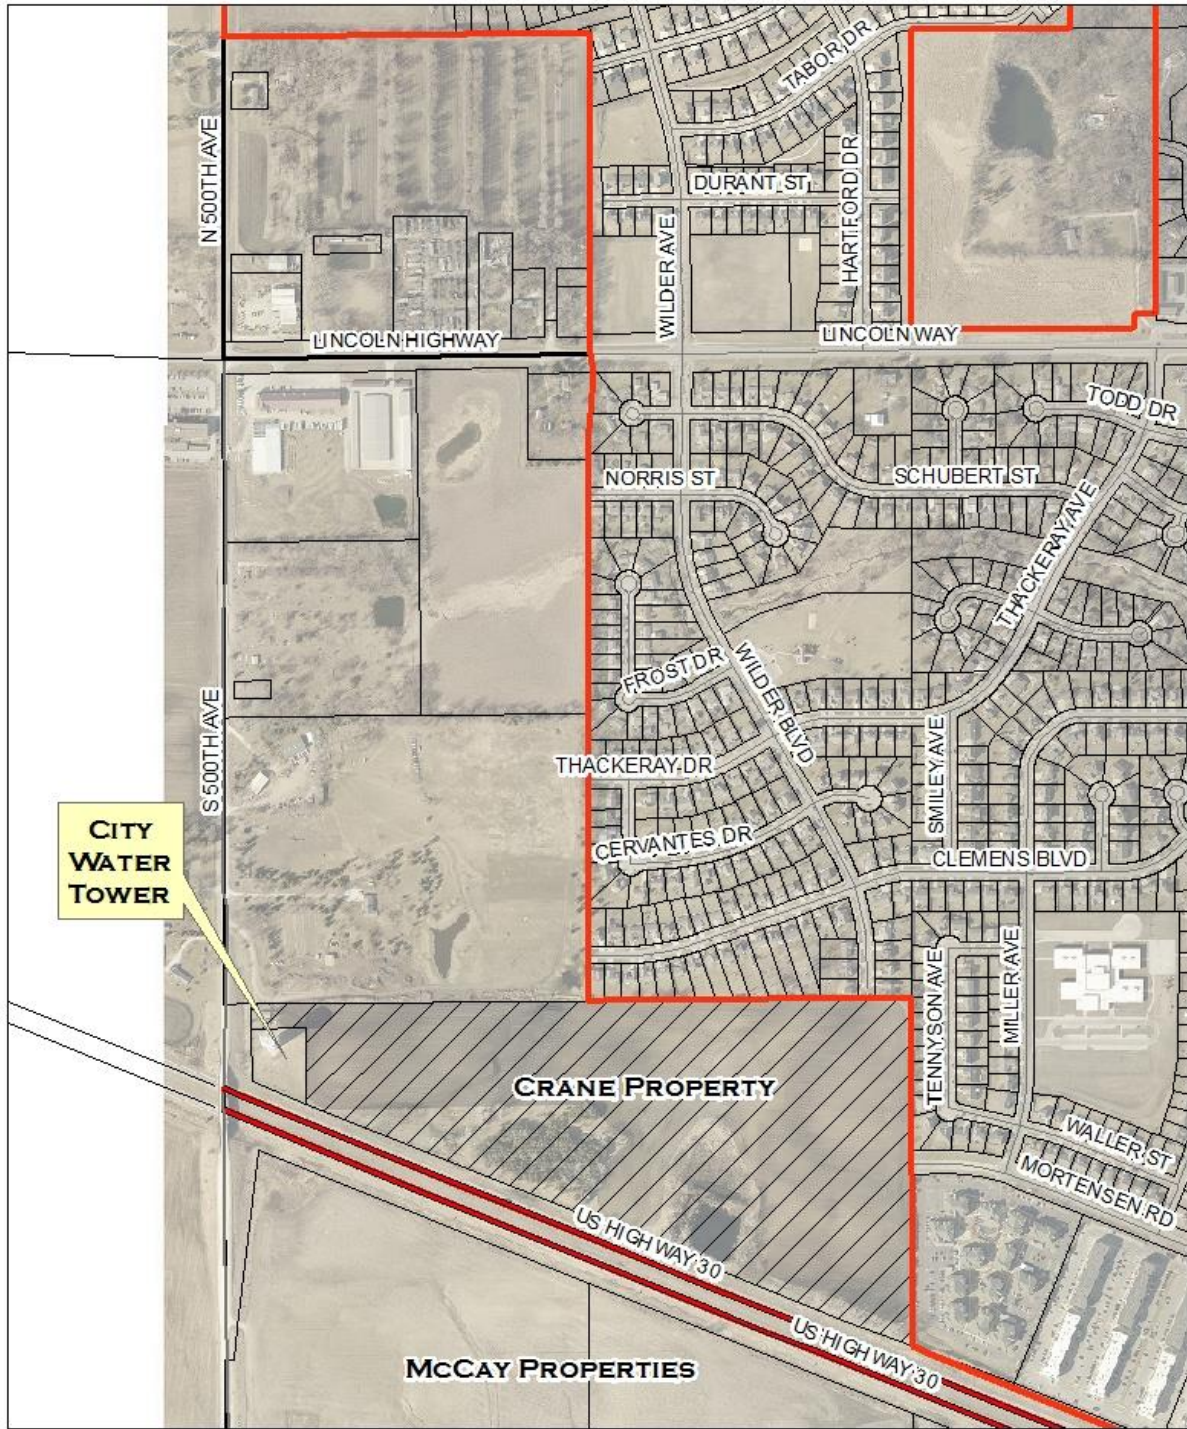 TABOR DR
N 500TH AVE
DURANT ST
HARTFORD DR
WILDER AVE
LINCOLN HIGHWAY
LINCOLN WAY
TODD DR
NORRIS ST
SCHUBERT ST
THACKERAY AVE
FROST DR
WILDER BLVD
S 500TH AVE
THACKERAY DR
SMILEY AVE
CITY
WATER
TOWER
CERVANTES DR
CLEMENS BLVD
TENNYSON AVE
MILLER AVE
CRANE PROPERTY
WALLER ST
MORTENSEN RD
US HIGHWAY 30
US HIGHWAY 30
MCCAY PROPERTIES